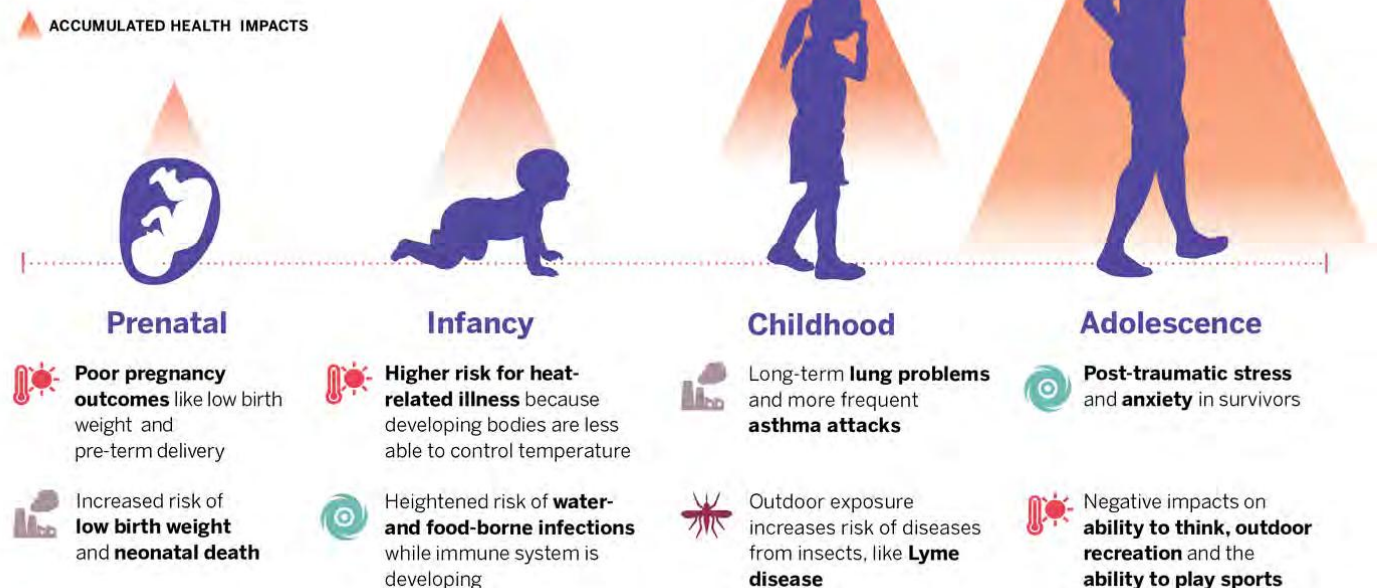 ACCUMULATED HEALTH IMPACTS
Prenatal
Poor pregnancy
outcomes like low birth
weight and
pre-term delivery
Increased risk of
low birth weight
and neonatal death
Infancy
Higher risk for heat-
related illness because
developing bodies are less
able to control temperature
Heightened risk of water-
and food-borne infections
while immune system is
developing
Childhood
Long-term lung problems
and more frequent
asthma attacks
Outdoor exposure
increases risk of diseases
from insects, like Lyme
disease
Adolescence
Post-traumatic stress
and anxiety in survivors
Negative impacts on
ability to think, outdoor
recreation and the
ability to play sports